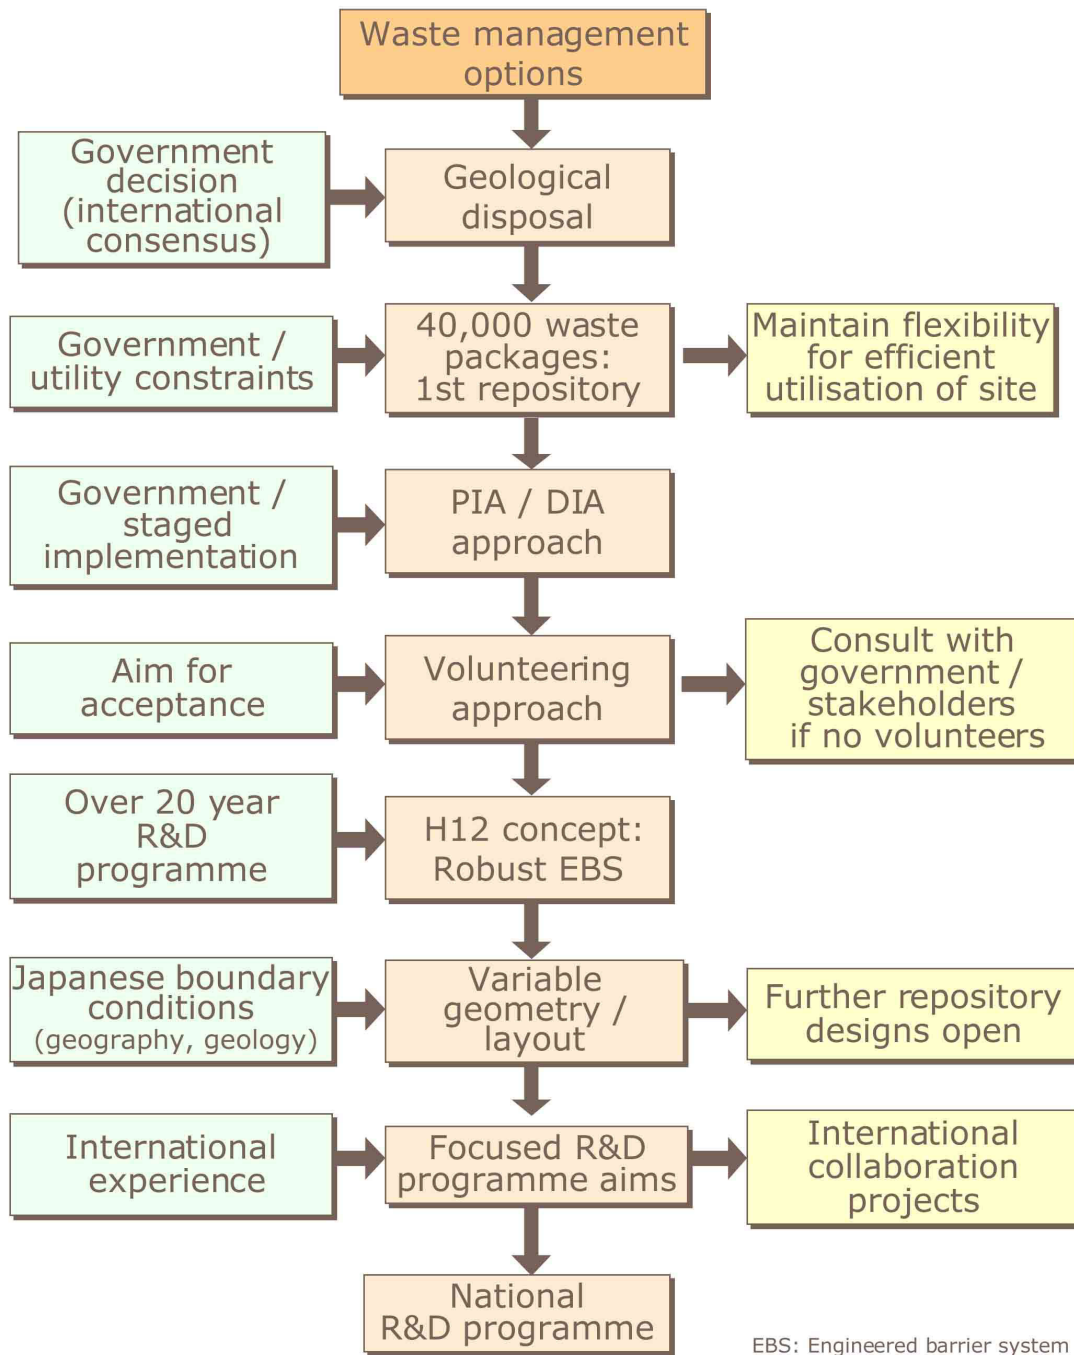 Waste management
options
Government
decision
(international
consensus)
Geological
disposal
Government /
utility constraints
40,000 waste
packages:
1st repository
Maintain flexibility
for efficient
utilisation of site
Government /
staged
implementation
PIA / DIA
approach
Aim for
acceptance
Volunteering
approach
Consult with
government /
stakeholders
if no volunteers
Over 20 year
R&D
programme
H12 concept:
Robust EBS
Japanese boundary
conditions
(geography, geology)
Variable
geometry /
layout
Further repository
designs open
International
experience
Focused R&D
programme aims
International
collaboration
projects
National
R&D programme
EBS: Engineered barrier system